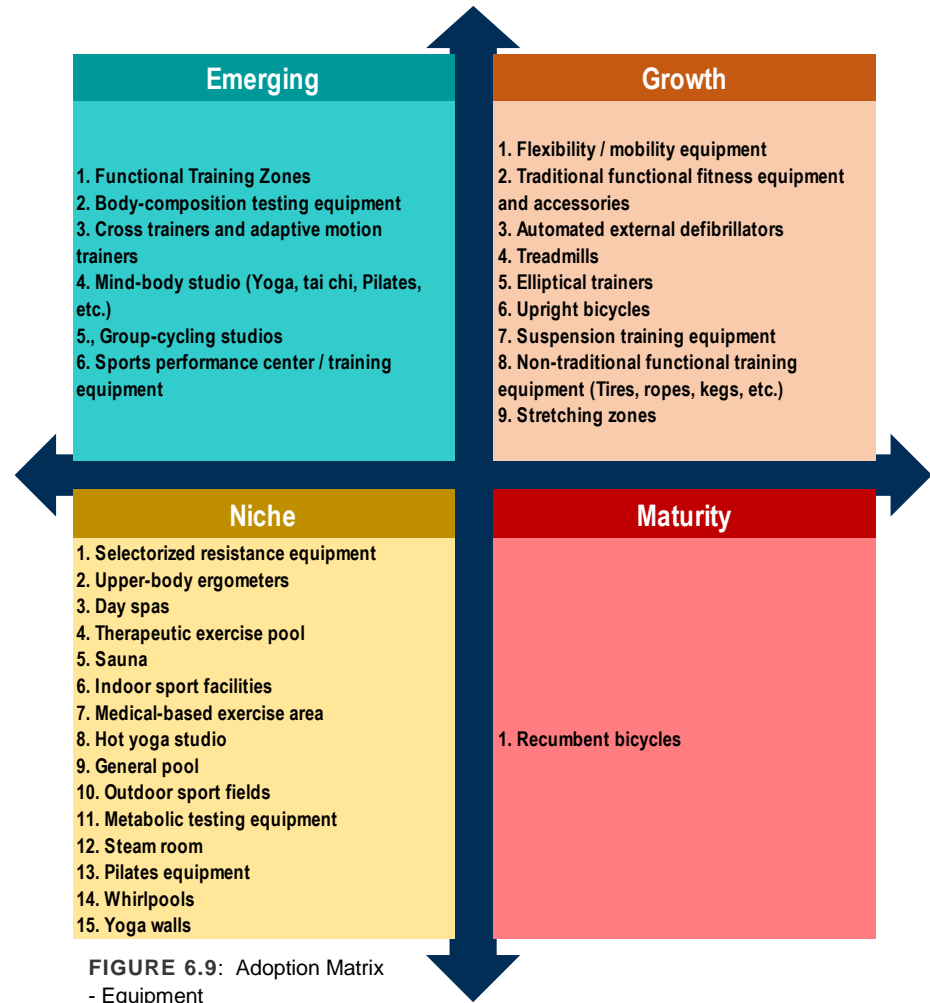 Emerging
1. Functional Training Zones
2. Body-composition testing equipment
3. Cross trainers and adaptive motion
trainers
4. Mind-body studio (Yoga, tai chi, Pilates,
etc.)
5., Group-cycling studios
6. Sports performance center / training
equipment
Growth
1. Flexibility / mobility equipment
2. Traditional functional fitness equipment
and accessories
3. Automated external defibrillators
4. Treadmills
5. Elliptical trainers
6. Upright bicycles
7. Suspension training equipment
8. Non-traditional functional training
equipment (Tires, ropes, kegs, etc.)
9. Stretching zones
Niche
1. Selectorized resistance equipment
2. Upper-body ergometers
3. Day spas
4. Therapeutic exercise pool
5. Sauna
6. Indoor sport facilities
7. Medical-based exercise area
8. Hot yoga studio
9. General pool
10. Outdoor sport fields
11. Metabolic testing equipment
12. Steam room
13. Pilates equipment
14. Whirlpools
15. Yoga walls
Maturity
1. Recumbent bicycles
FIGURE 6.9: Adoption Matrix
- Equipment